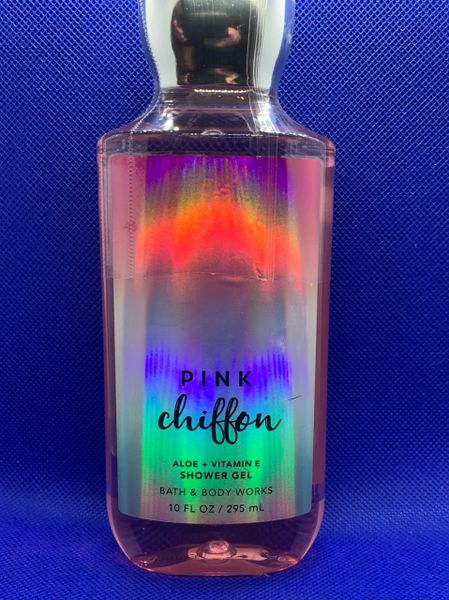 PINK
chiffon
ALOE + VITAMIN E
SHOWER GEL
BATH & BODY WORKS
10 FL OZ / 295 mL